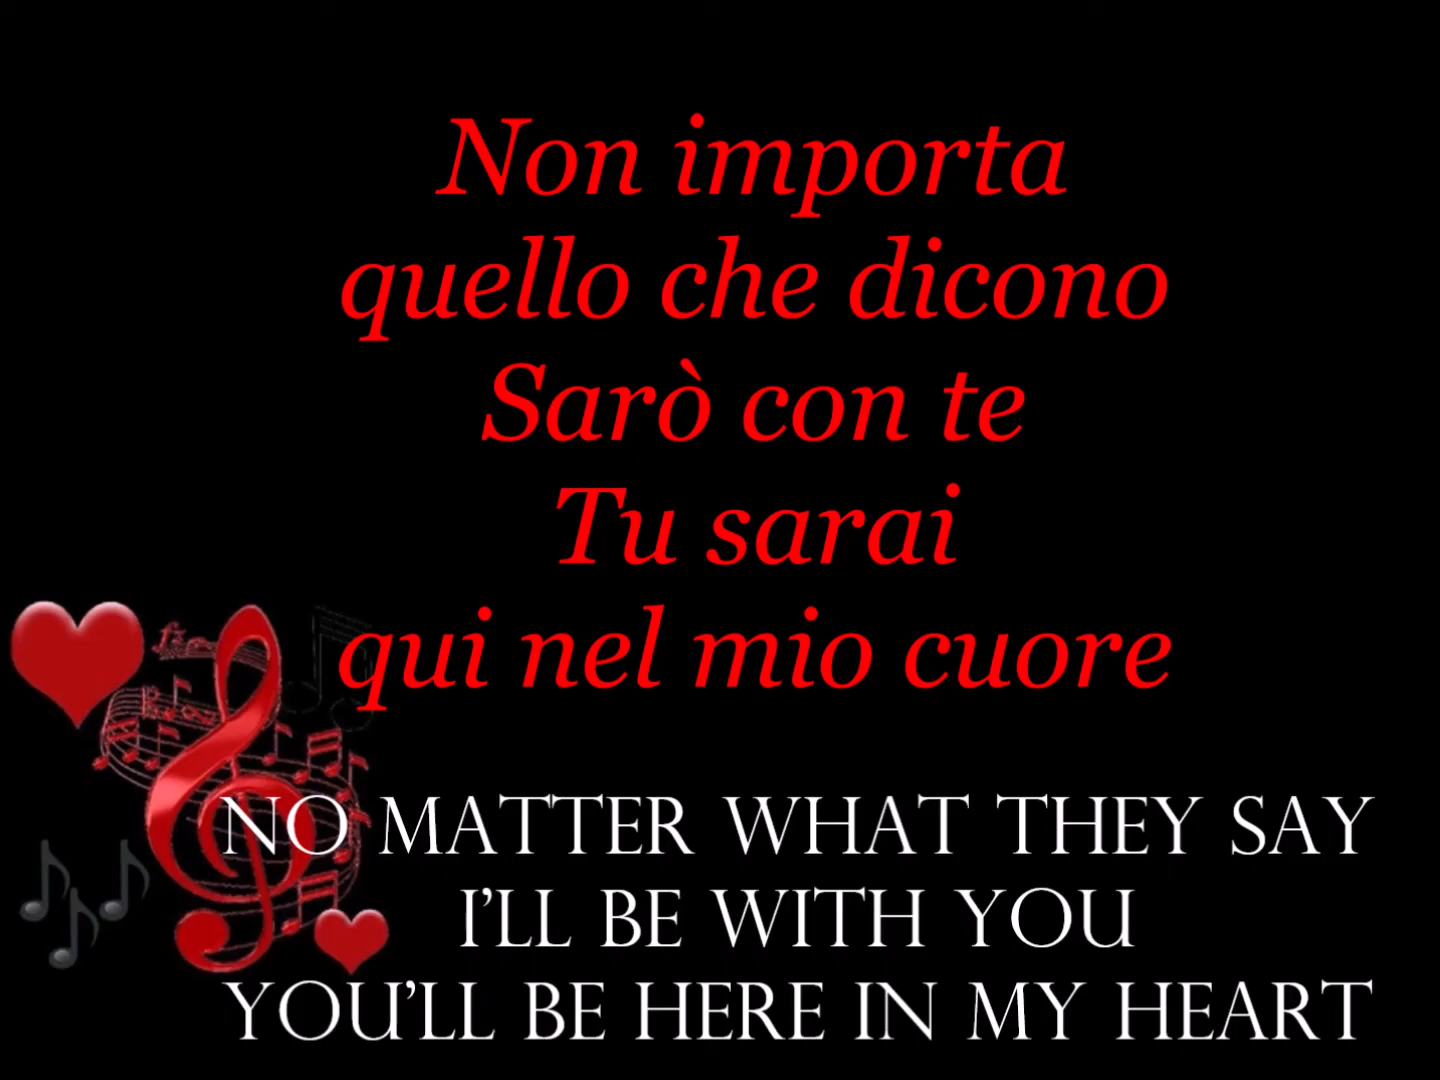 Non importa
quello che dicono
Sarò con te
Tu sarai
qui nel mio cuore
NO MATTER WHAT THEY SAY
I'LL BE WITH YOU
YOU'LL BE HERE IN MY HEART